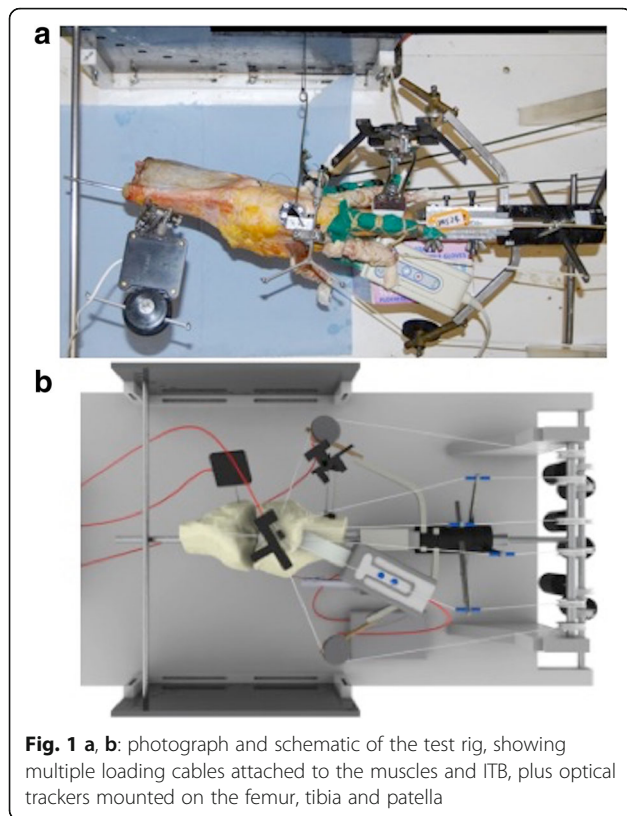 a
b
Fig. 1 a, b: photograph and schematic of the test rig, showing
multiple loading cables attached to the muscles and ITB, plus optical
trackers mounted on the femur, tibia and patella